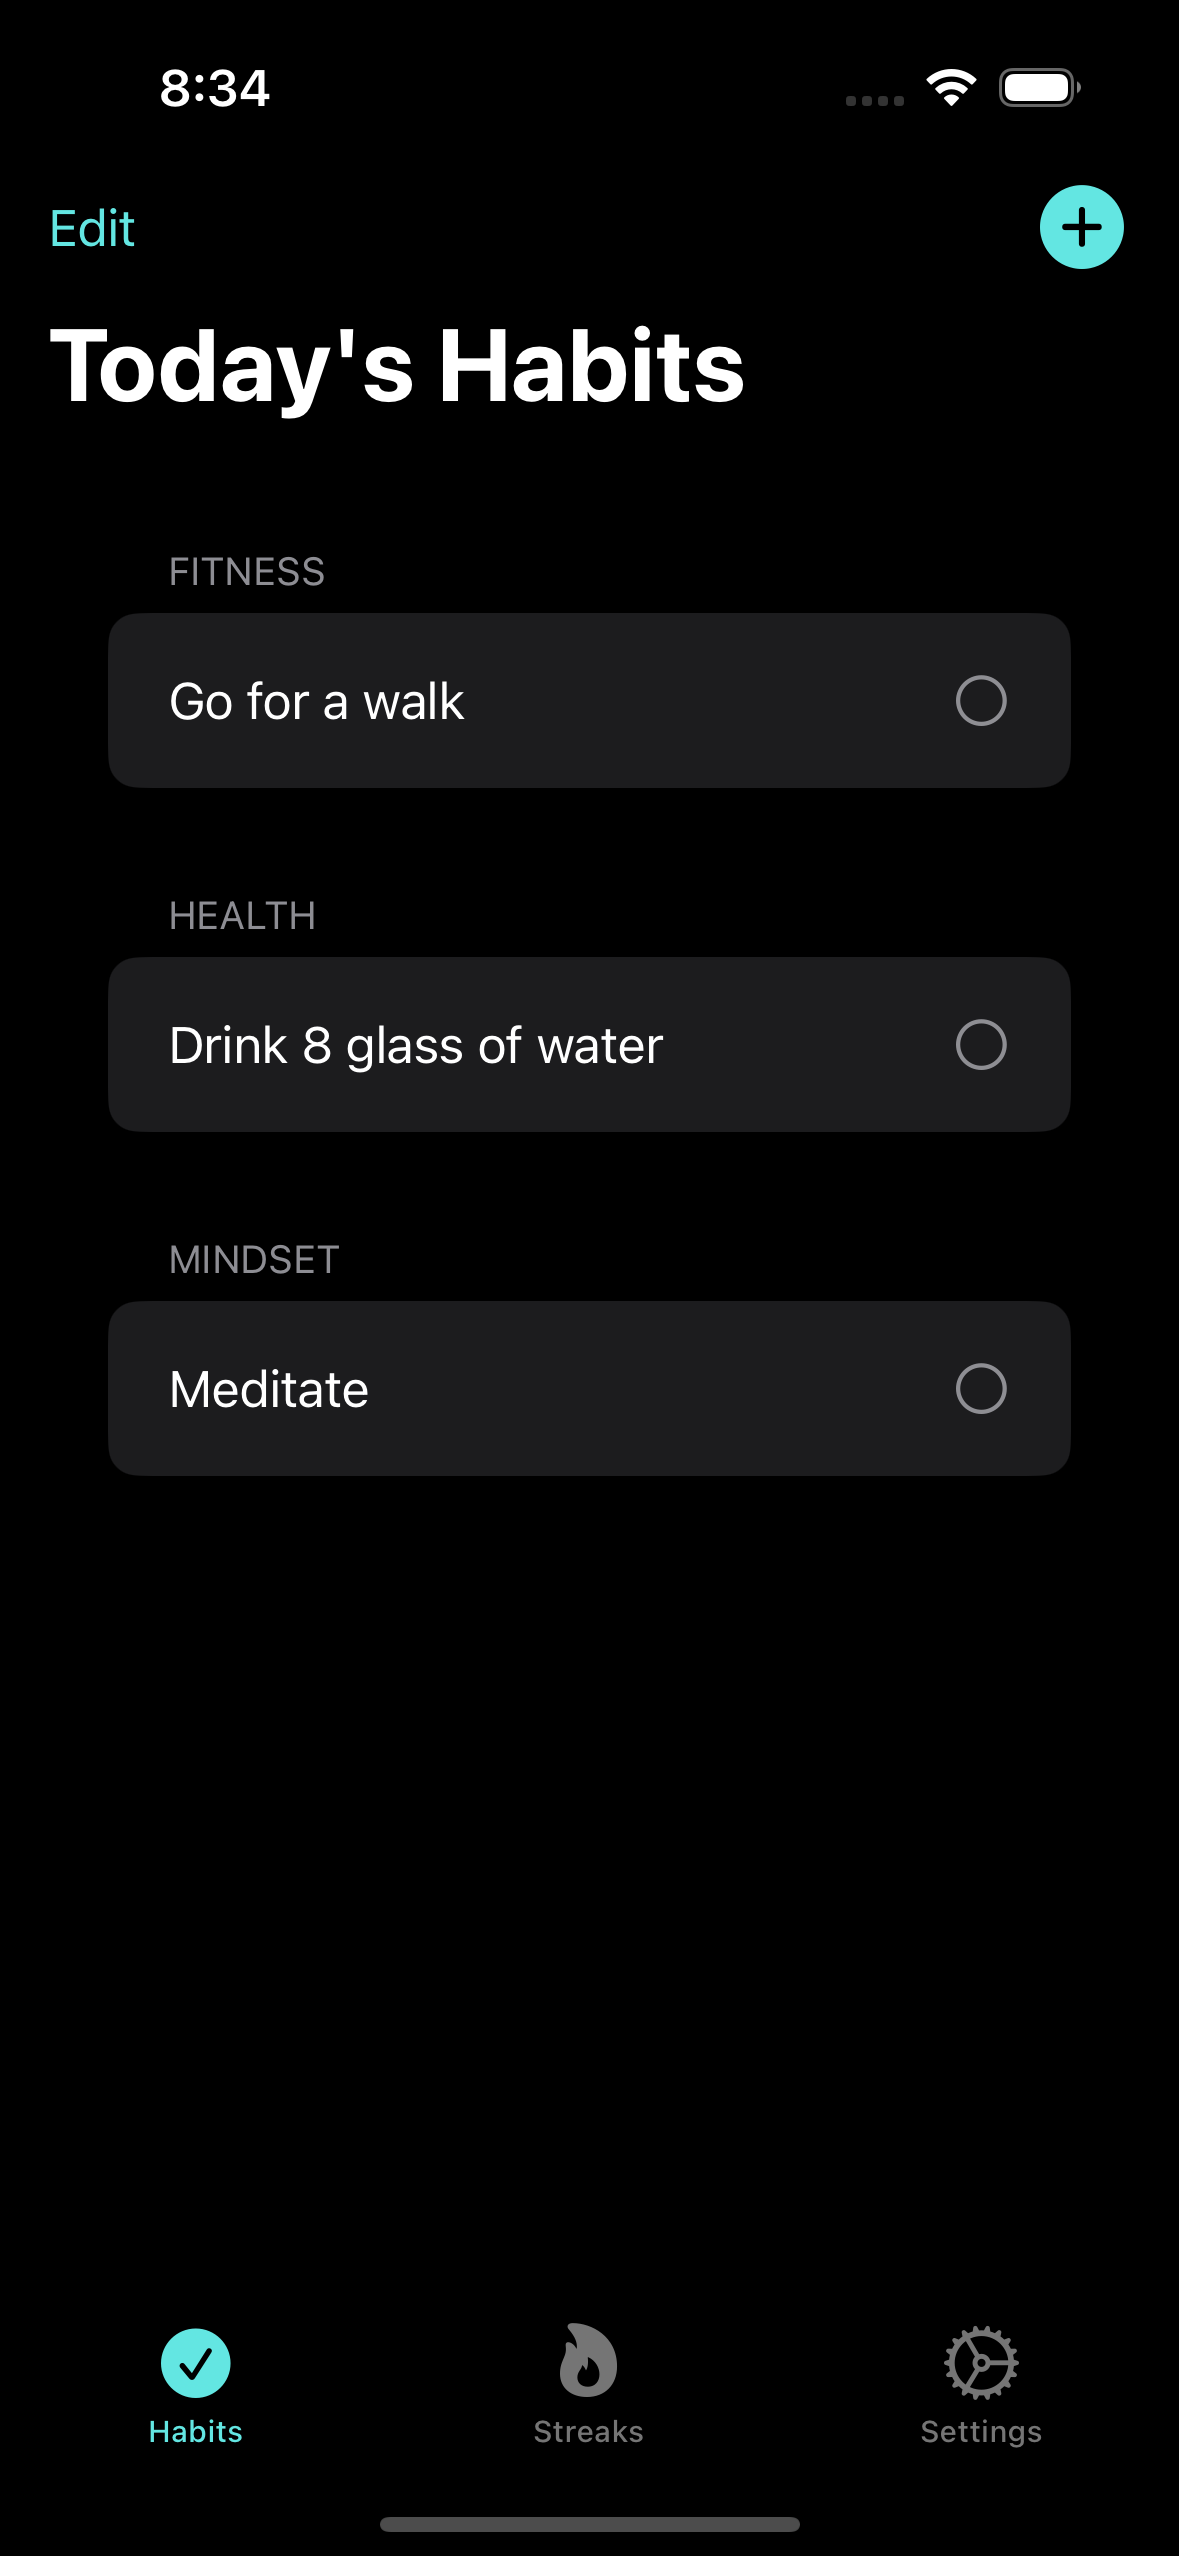 8:34
Edit
Today's Habits
FITNESS
Go for a walk
HEALTH
Drink 8 glass of water
MINDSET
Meditate
Habits
Streaks
Settings